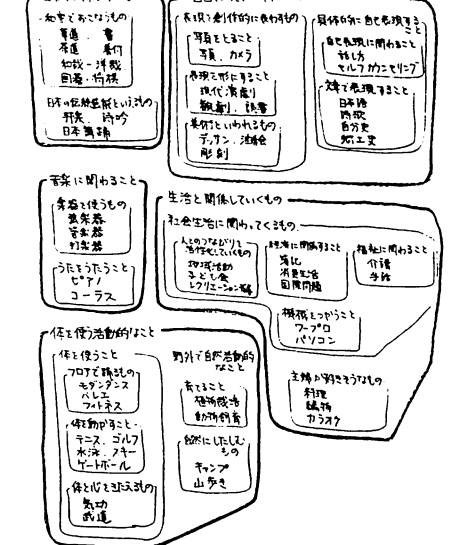 和室でおこなうもの
華道・書
茶道・着付
和裁・洋裁
囲碁・将棋
日本の伝統芸能というもの
詩吟
日本舞踊
表現を創作的に表わすもの
写真をとること
写真、カメラ
表現を形にすること
現代演劇
観劇・読書
芸術といわれるもの
デッサン・油絵
彫刻
具体的に自己表現する
こと
自己表現に関わること
話し方
セルフカウンセリング
文章で表現すること
日本語
詩歌
自分史
郷土史
音楽に関わること
楽器を使うもの
弦楽器
管楽器
打楽器
うたをうたうこと
ピアノ
コーラス
生活と関係していくもの
社会生活に関わってくるもの
人とのつながりで
活性化していくもの
地域活動
子ども会
レクリエーション
経済に関係すること
簿記
消費生活
国際問題
福祉に関わること
介護
手話
機械をつかうこと
ワープロ
パソコン
主婦が好きそうなもの
料理
編物
カラオケ
体を使う活動的なこと
体を使うこと
フロアで踊るもの
モダンダンス
バレエ
フィットネス
体を動かすこと
テニス、ゴルフ
水泳、スキー
ゲートボール
体と心をきたえるもの
気功
武道
野外で自然活動的
なこと
育てること
植物栽培
動物飼育
自然にしたしむ
もの
キャンプ
山歩き